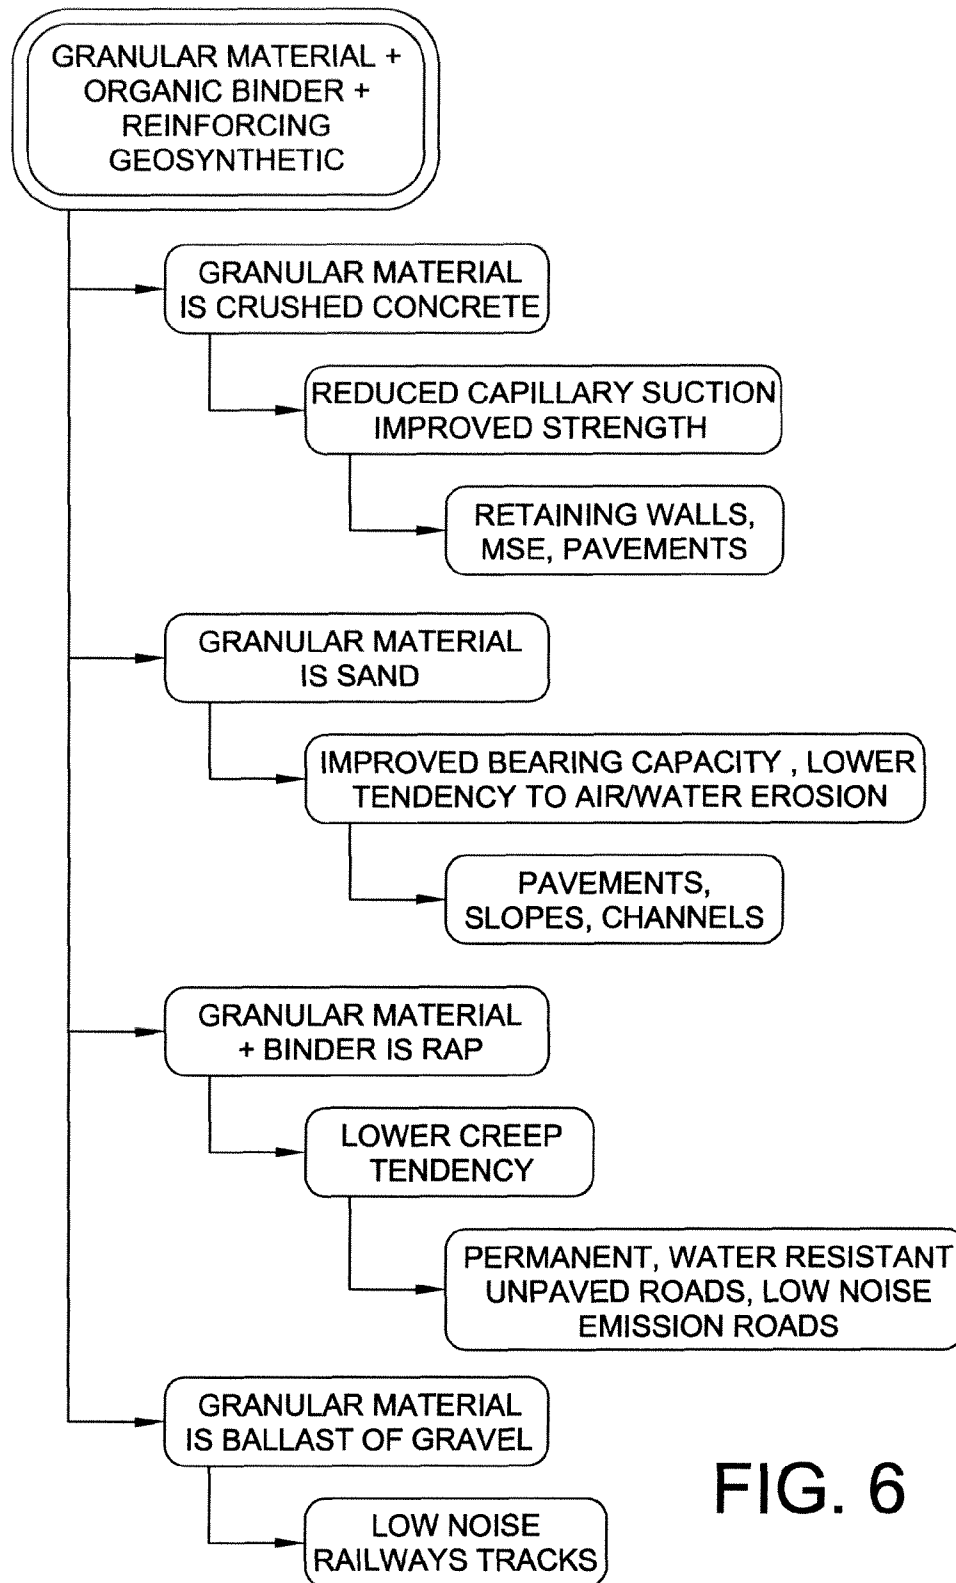 GRANULAR MATERIAL +
ORGANIC BINDER +
REINFORCING
GEOSYNTHETIC
GRANULAR MATERIAL
IS CRUSHED CONCRETE
REDUCED CAPILLARY SUCTION
IMPROVED STRENGTH
RETAINING WALLS,
MSE, PAVEMENTS
GRANULAR MATERIAL
IS SAND
IMPROVED BEARING CAPACITY , LOWER
TENDENCY TO AIR/WATER EROSION
PAVEMENTS,
SLOPES, CHANNELS
GRANULAR MATERIAL
+ BINDER IS RAP
LOWER CREEP
TENDENCY
PERMANENT, WATER RESISTANT
UNPAVED ROADS, LOW NOISE
EMISSION ROADS
GRANULAR MATERIAL
IS BALLAST OF GRAVEL
LOW NOISE
RAILWAYS TRACKS
FIG. 6